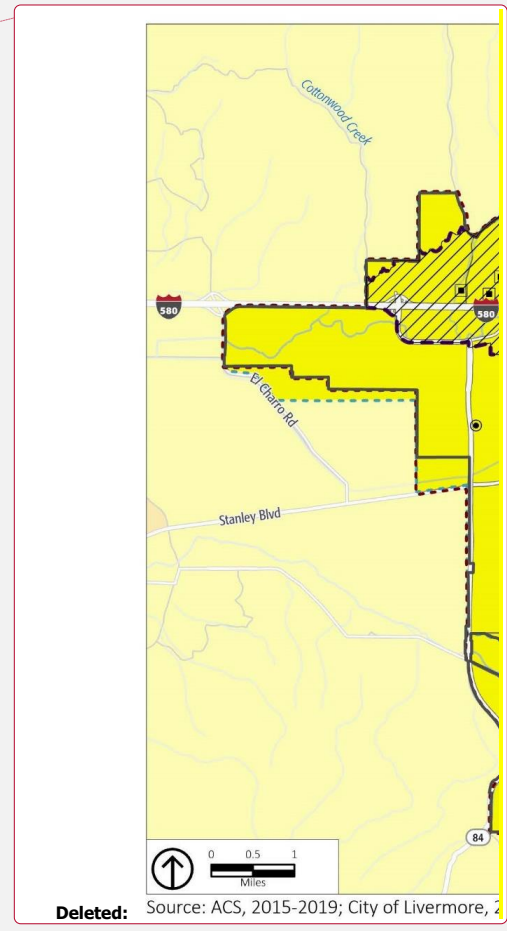 Cottonwood Creek
580
580
El Charro Rd
Stanley Blvd
84
0 0.5 1
Miles
Deleted: Source: ACS, 2015-2019; City of Livermore, 2